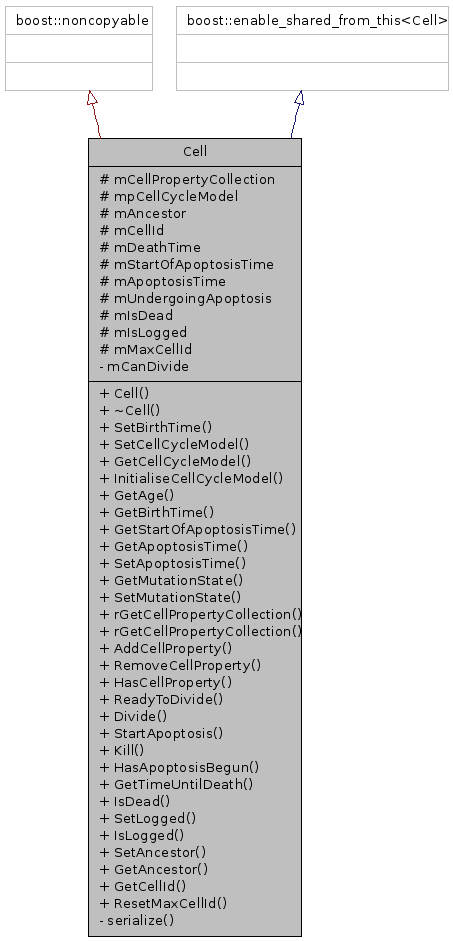 boost::noncopyable
boost::enable_shared_from_this<Cell>
Cell
# mCellPropertyCollection
# mpCellCycleModel
# mAncestor
# mCellId
# mDeathTime
# mStartOfApoptosisTime
# mApoptosisTime
# mUndergoingApoptosis
# mIsDead
# mIsLogged
# mMaxCellId
- mCanDivide
+ Cell()
+ ~Cell()
+ SetBirthTime()
+ SetCellCycleModel()
+ GetCellCycleModel()
+ InitialiseCellCycleModel()
+ GetAge()
+ GetBirthTime()
+ GetStartOfApoptosisTime()
+ GetApoptosisTime()
+ SetApoptosisTime()
+ GetMutationState()
+ SetMutationState()
+ rGetCellPropertyCollection()
+ rGetCellPropertyCollection()
+ AddCellProperty()
+ RemoveCellProperty()
+ HasCellProperty()
+ ReadyToDivide()
+ Divide()
+ StartApoptosis()
+ Kill()
+ HasApoptosisBegun()
+ GetTimeUntilDeath()
+ IsDead()
+ SetLogged()
+ IsLogged()
+ SetAncestor()
+ GetAncestor()
+ GetCellId()
+ ResetMaxCellId()
- serialize()